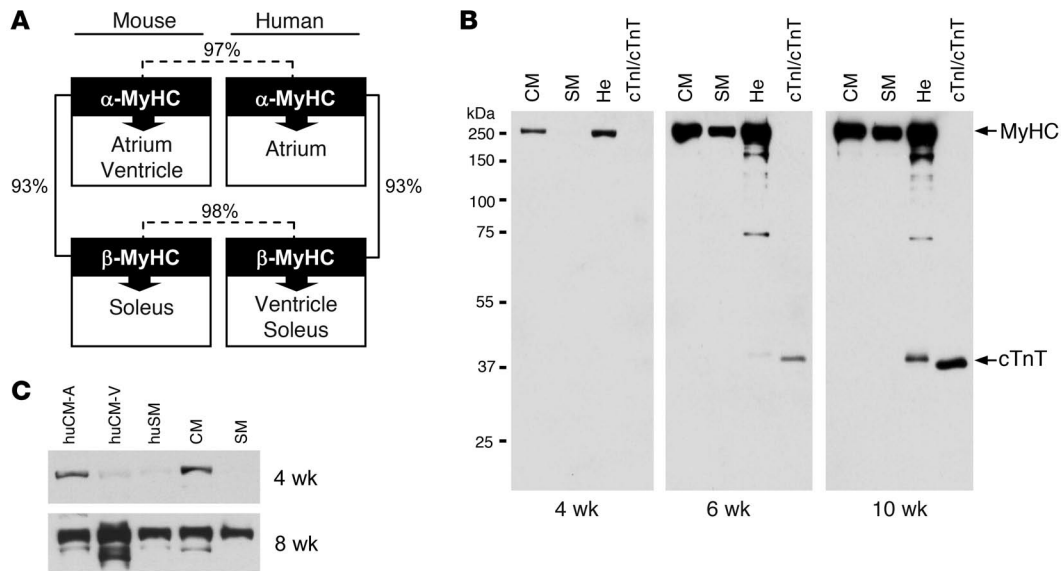 A
Mouse Human
97%
α-MyHC α-MyHC
Atrium
Ventricle
Atrium
93% 93%
98%
β-MyHC β-MyHC
Soleus
Ventricle
Soleus
B
CM SM He cTnI/cTnT CM SM He cTnI/cTnT CM SM He cTnI/cTnT
kDa
250
150
100
75
55
37
25
MyHC
cTnT
4 wk 6 wk 10 wk
C
huCM-A huCM-V huSM CM SM
4 wk
8 wk